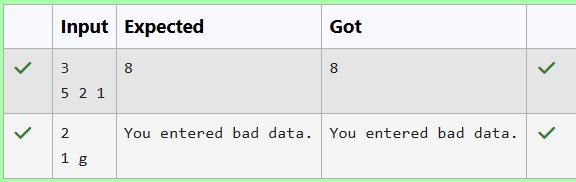 Input Expected Got
3 8 8
5 2 1
2 You entered bad data. You entered bad data.
1 g